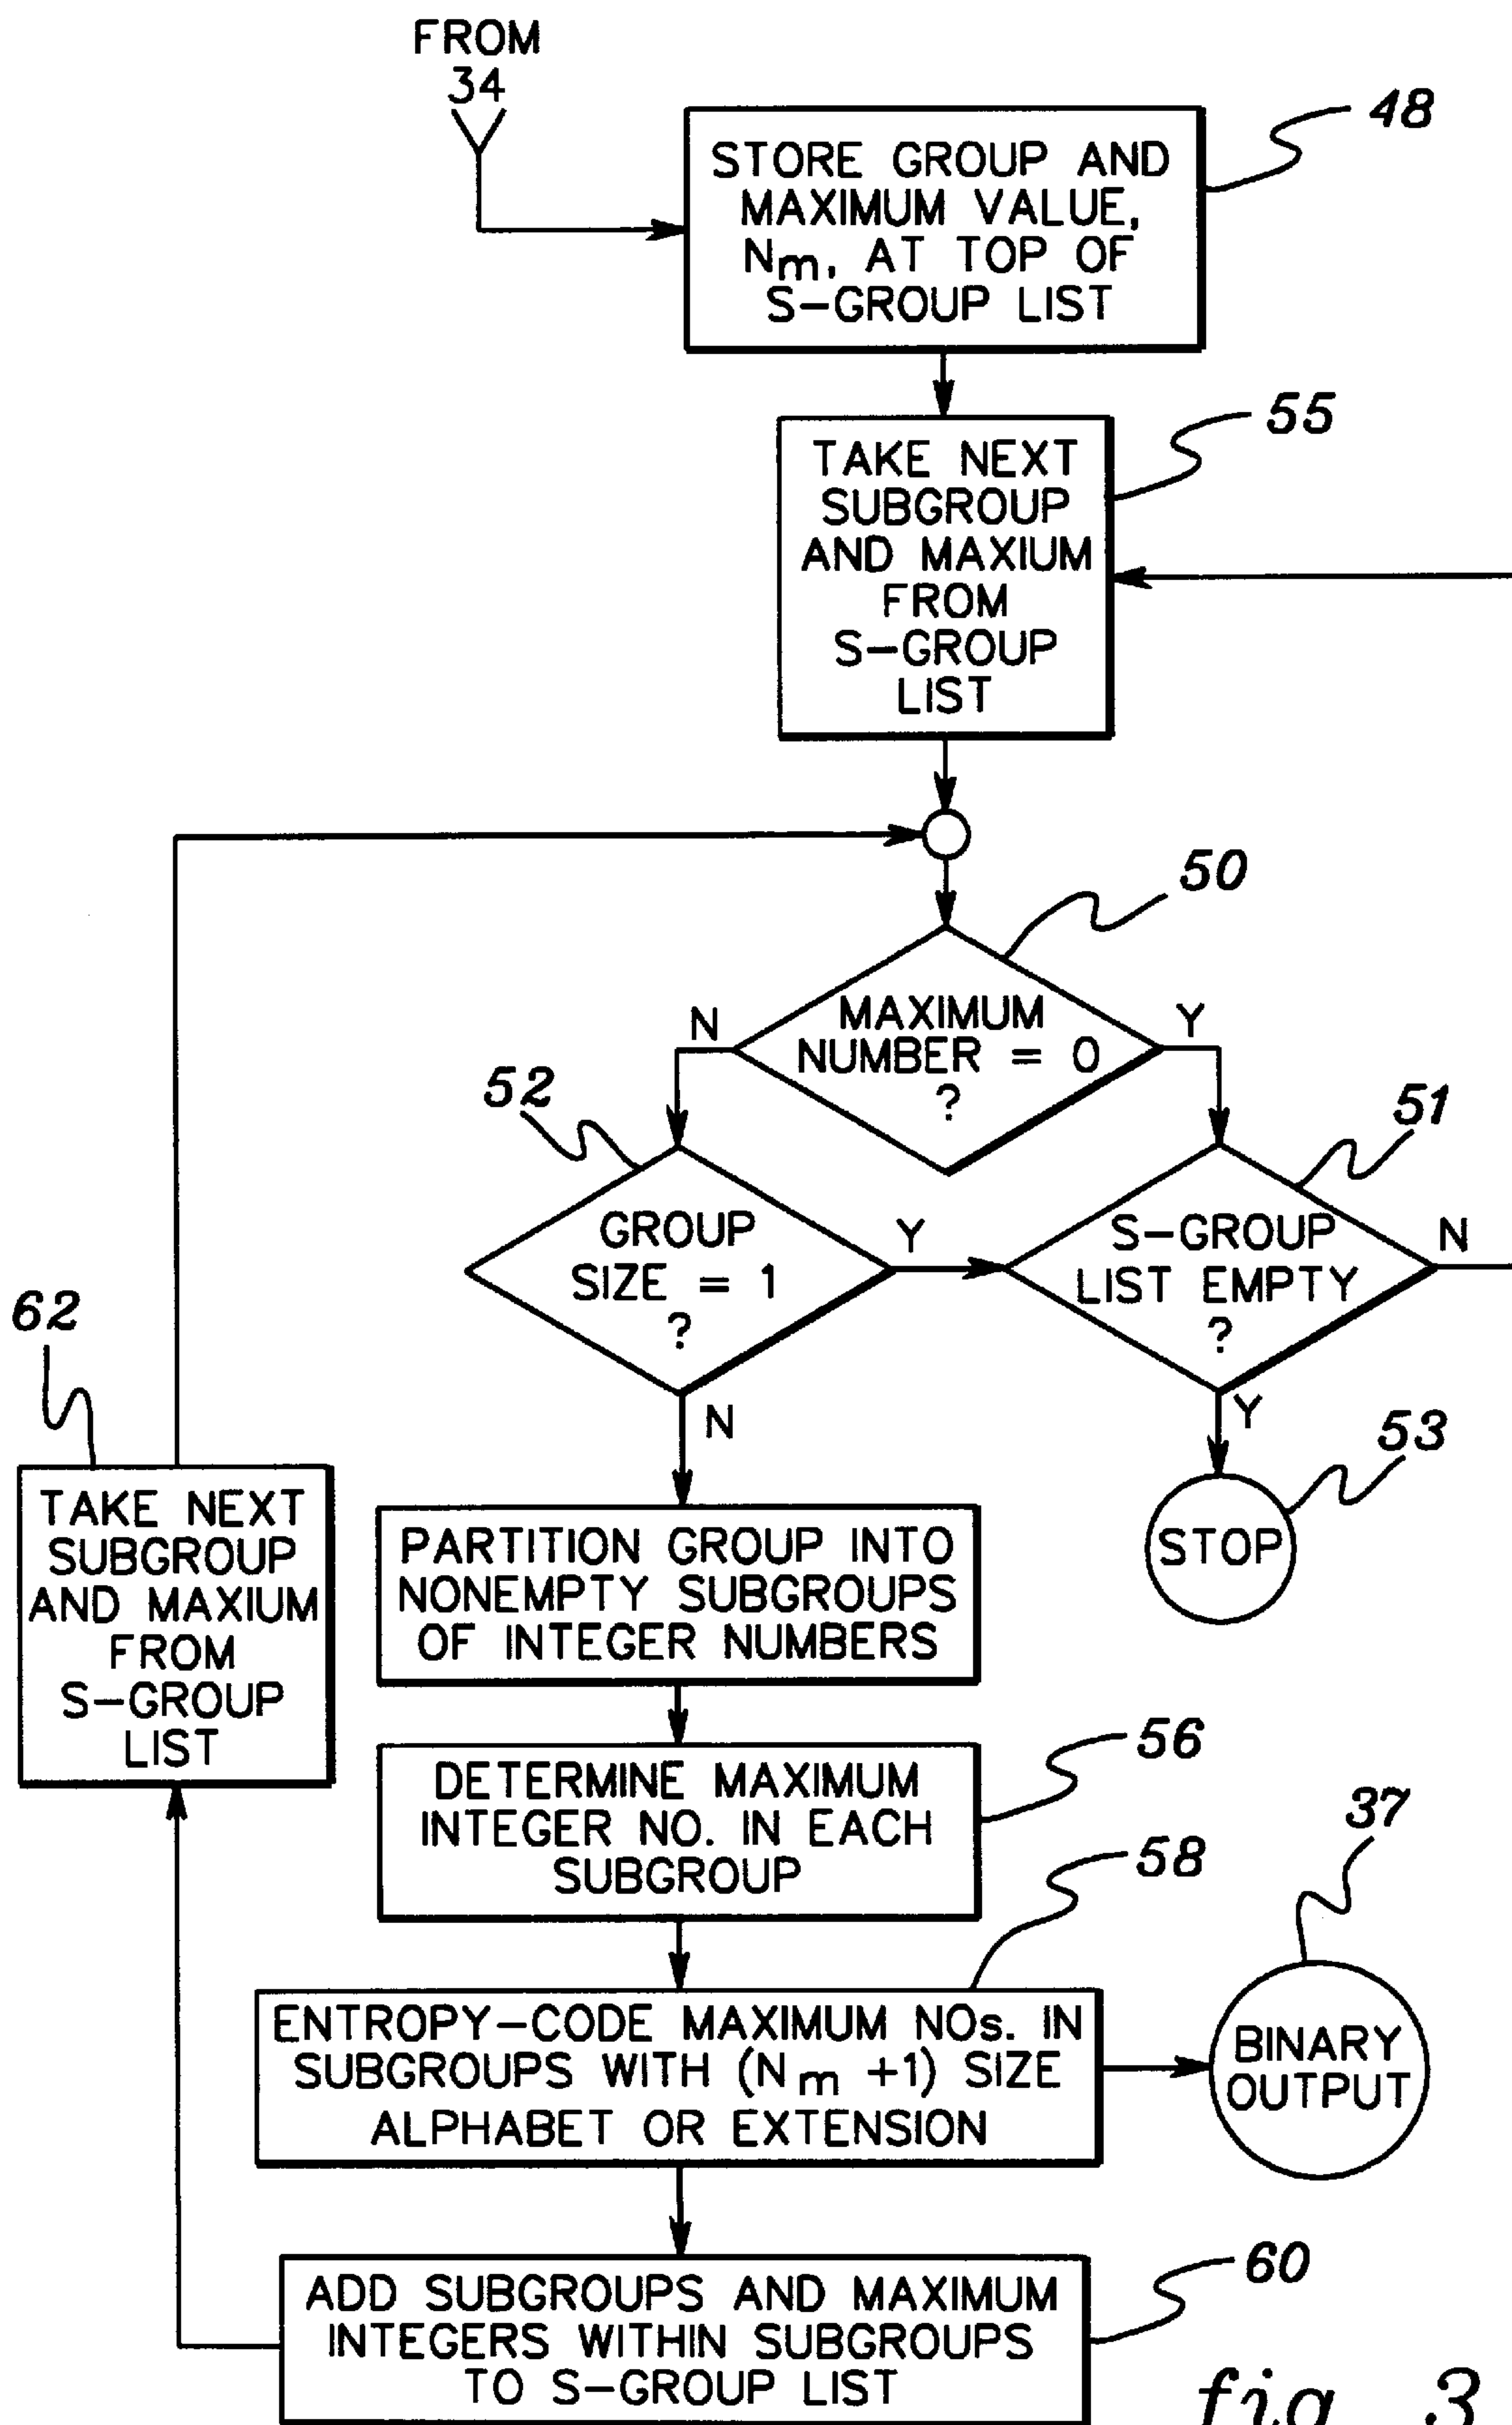 FROM
34
48
STORE GROUP AND
MAXIMUM VALUE,
Nm, AT TOP OF
S-GROUP LIST
55
TAKE NEXT
SUBGROUP
AND MAXIUM
FROM
S-GROUP
LIST
50
MAXIMUM
NUMBER = 0
?
N
Y
52
51
GROUP
SIZE = 1
?
Y
S-GROUP
LIST EMPTY
?
N
62
N
Y
53
STOP
TAKE NEXT
SUBGROUP
AND MAXIUM
FROM
S-GROUP
LIST
PARTITION GROUP INTO
NONEMPTY SUBGROUPS
OF INTEGER NUMBERS
56
DETERMINE MAXIMUM
INTEGER NO. IN EACH
SUBGROUP
58
37
ENTROPY-CODE MAXIMUM NOs. IN
SUBGROUPS WITH (Nm +1) SIZE
ALPHABET OR EXTENSION
BINARY
OUTPUT
60
ADD SUBGROUPS AND MAXIMUM
INTEGERS WITHIN SUBGROUPS
TO S-GROUP LIST
fig. 3